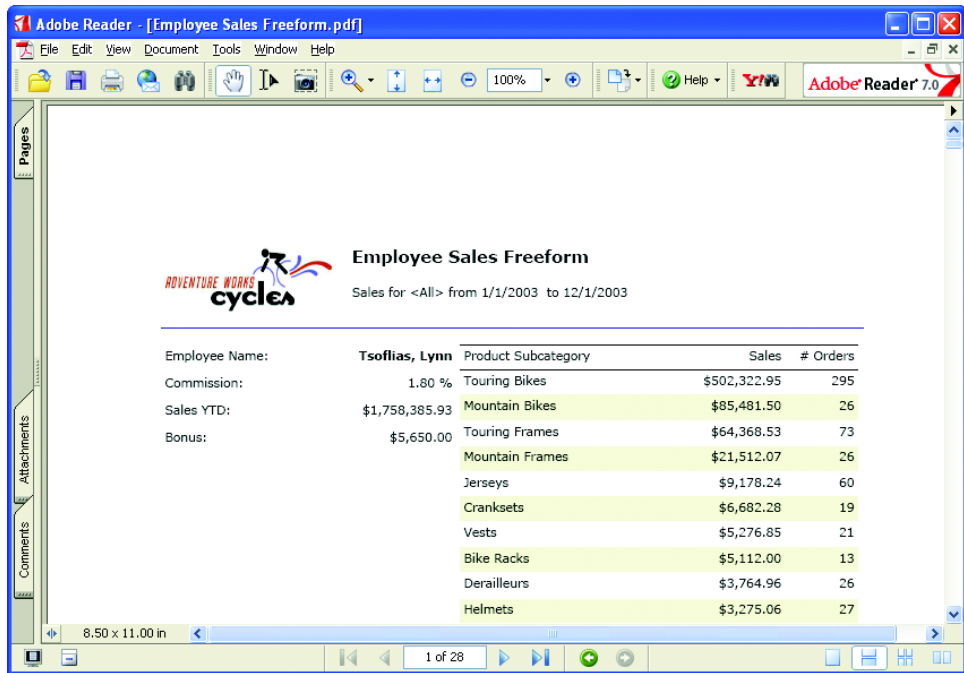 Adobe Reader - [Employee Sales Freeform.pdf]
File Edit View Document Tools Window Help
100% Help Y! Adobe Reader 7.0
Pages
Attachments
Comments
ADVENTURE WORKS
cycles
Employee Sales Freeform
Sales for <All> from 1/1/2003 to 12/1/2003
Employee Name: Tsoflias, Lynn
Commission: 1.80 %
Sales YTD: $1,758,385.93
Bonus: $5,650.00
Product Subcategory Sales # Orders
Touring Bikes $502,322.95 295
Mountain Bikes $85,481.50 26
Touring Frames $64,368.53 73
Mountain Frames $21,512.07 26
Jerseys $9,178.24 60
Cranksets $6,682.28 19
Vests $5,276.85 21
Bike Racks $5,112.00 13
Derailleurs $3,764.96 26
Helmets $3,275.06 27
8.50 x 11.00 in
1 of 28